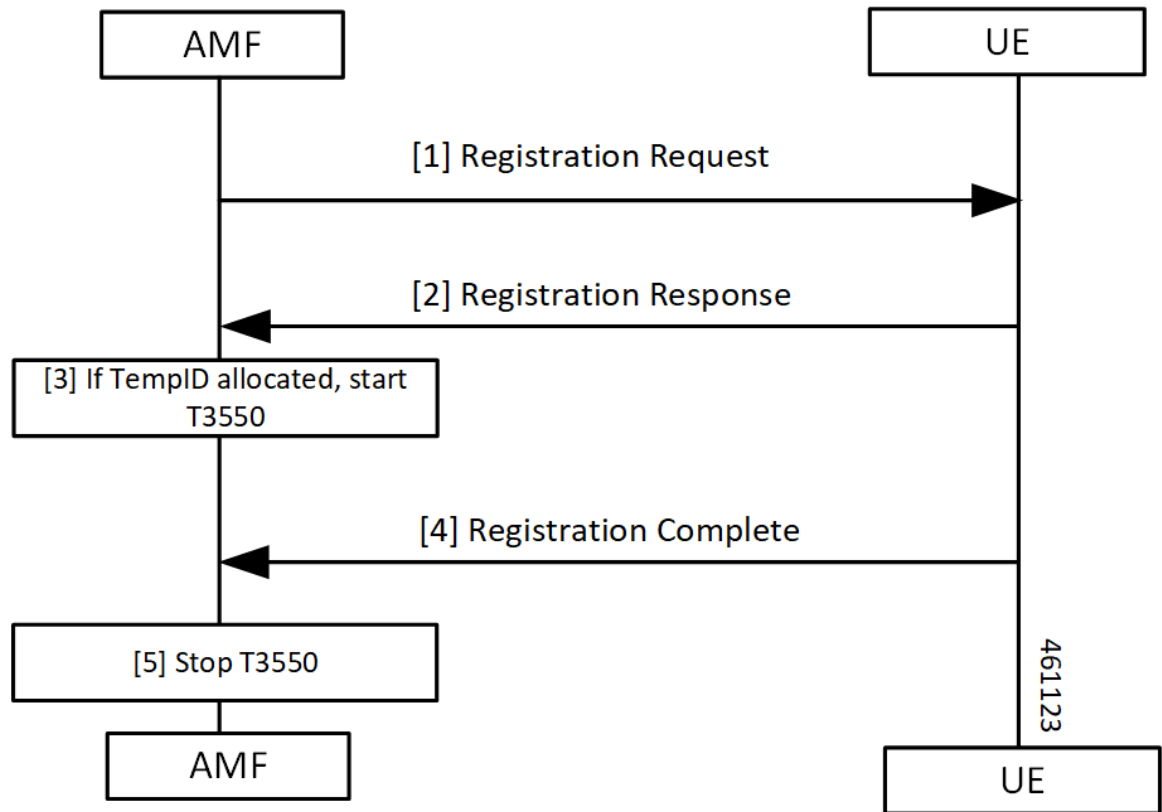 AMF
UE
[1] Registration Request
[2] Registration Response
[3] If TempID allocated, start
T3550
[4] Registration Complete
[5] Stop T3550
461123
AMF
UE